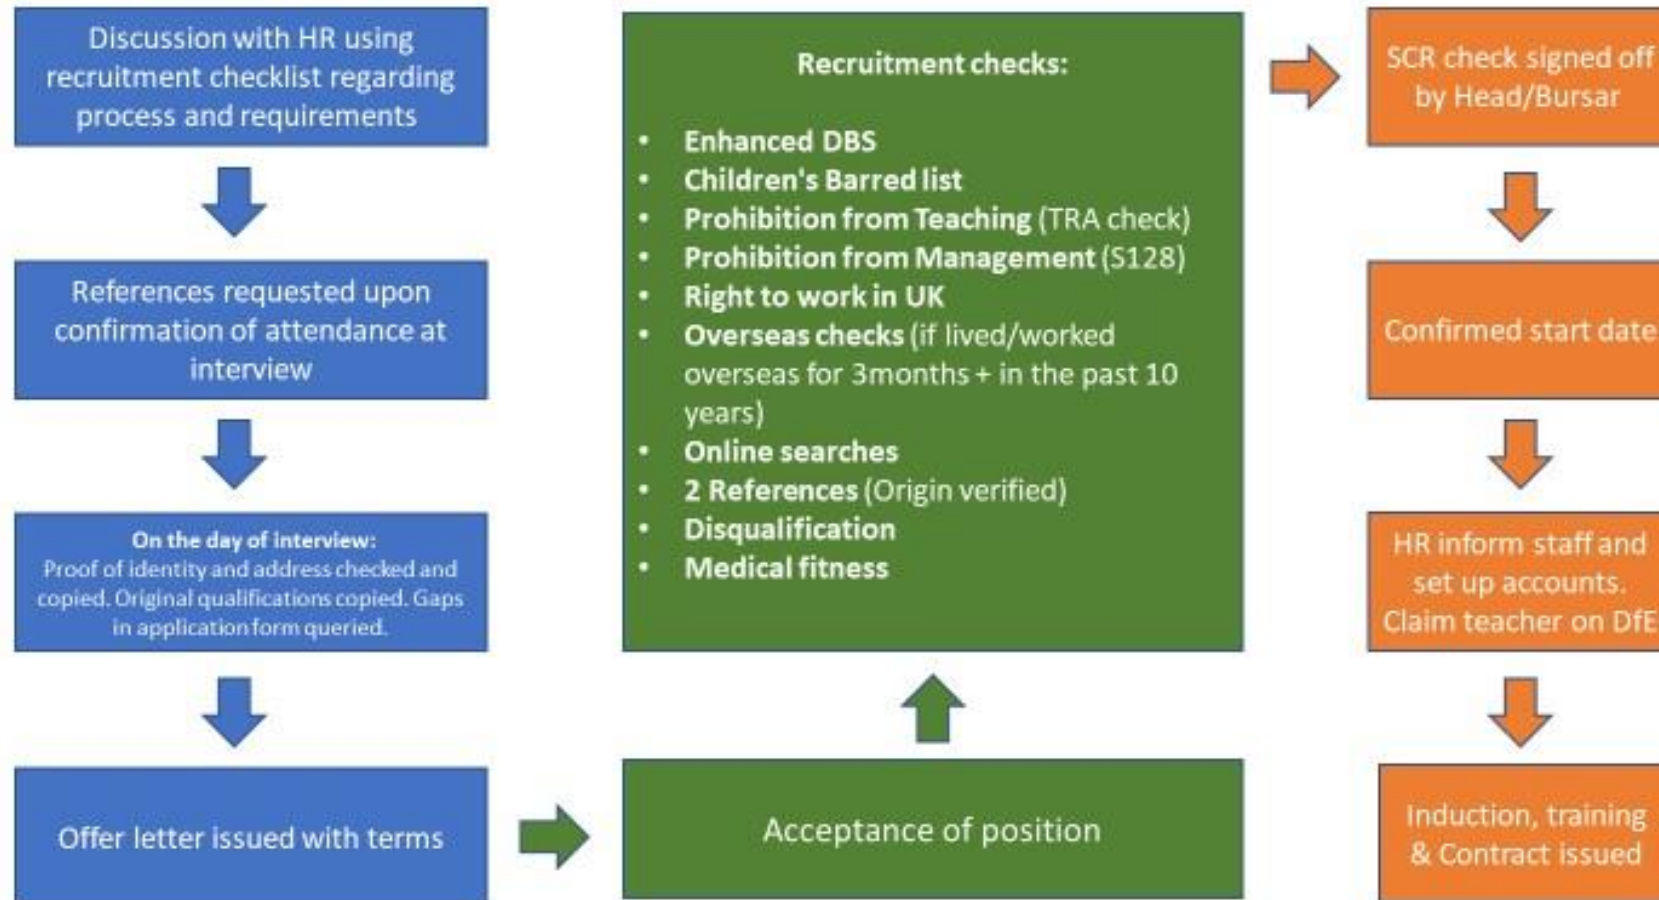 Discussion with HR using
recruitment checklist regarding
process and requirements
References requested upon
confirmation of attendance at
interview
On the day of interview:
Proof of identity and address checked and
copied. Original qualifications copied. Gaps
in application form queried.
Offer letter issued with terms
Acceptance of position
Recruitment checks:
• Enhanced DBS
• Children's Barred list
• Prohibition from Teaching (TRA check)
• Prohibition from Management (S128)
• Right to work in UK
• Overseas checks (if lived/worked
overseas for 3months + in the past 10
years)
• Online searches
• 2 References (Origin verified)
• Disqualification
• Medical fitness
SCR check signed off
by Head/Bursar
Confirmed start date
HR inform staff and
set up accounts.
Claim teacher on DfE
Induction, training
& Contract issued